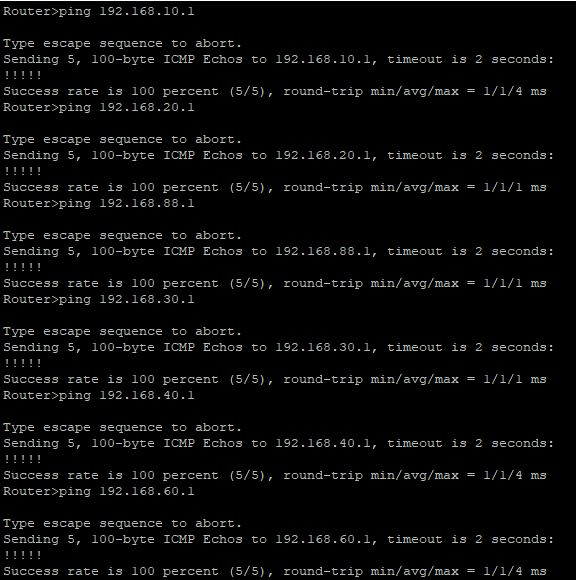 Router>ping 192.168.10.1
Type escape sequence to abort.
Sending 5, 100-byte ICMP Echos to 192.168.10.1, timeout is 2 seconds:
!!!!!
Success rate is 100 percent (5/5), round-trip min/avg/max = 1/1/4 ms
Router>ping 192.168.20.1
Type escape sequence to abort.
Sending 5, 100-byte ICMP Echos to 192.168.20.1, timeout is 2 seconds:
!!!!!
Success rate is 100 percent (5/5), round-trip min/avg/max = 1/1/1 ms
Router>ping 192.168.88.1
Type escape sequence to abort.
Sending 5, 100-byte ICMP Echos to 192.168.88.1, timeout is 2 seconds:
!!!!!
Success rate is 100 percent (5/5), round-trip min/avg/max = 1/1/1 ms
Router>ping 192.168.30.1
Type escape sequence to abort.
Sending 5, 100-byte ICMP Echos to 192.168.30.1, timeout is 2 seconds:
!!!!!
Success rate is 100 percent (5/5), round-trip min/avg/max = 1/1/1 ms
Router>ping 192.168.40.1
Type escape sequence to abort.
Sending 5, 100-byte ICMP Echos to 192.168.40.1, timeout is 2 seconds:
!!!!!
Success rate is 100 percent (5/5), round-trip min/avg/max = 1/1/4 ms
Router>ping 192.168.60.1
Type escape sequence to abort.
Sending 5, 100-byte ICMP Echos to 192.168.60.1, timeout is 2 seconds:
!!!!!
Success rate is 100 percent (5/5), round-trip min/avg/max = 1/1/4 ms